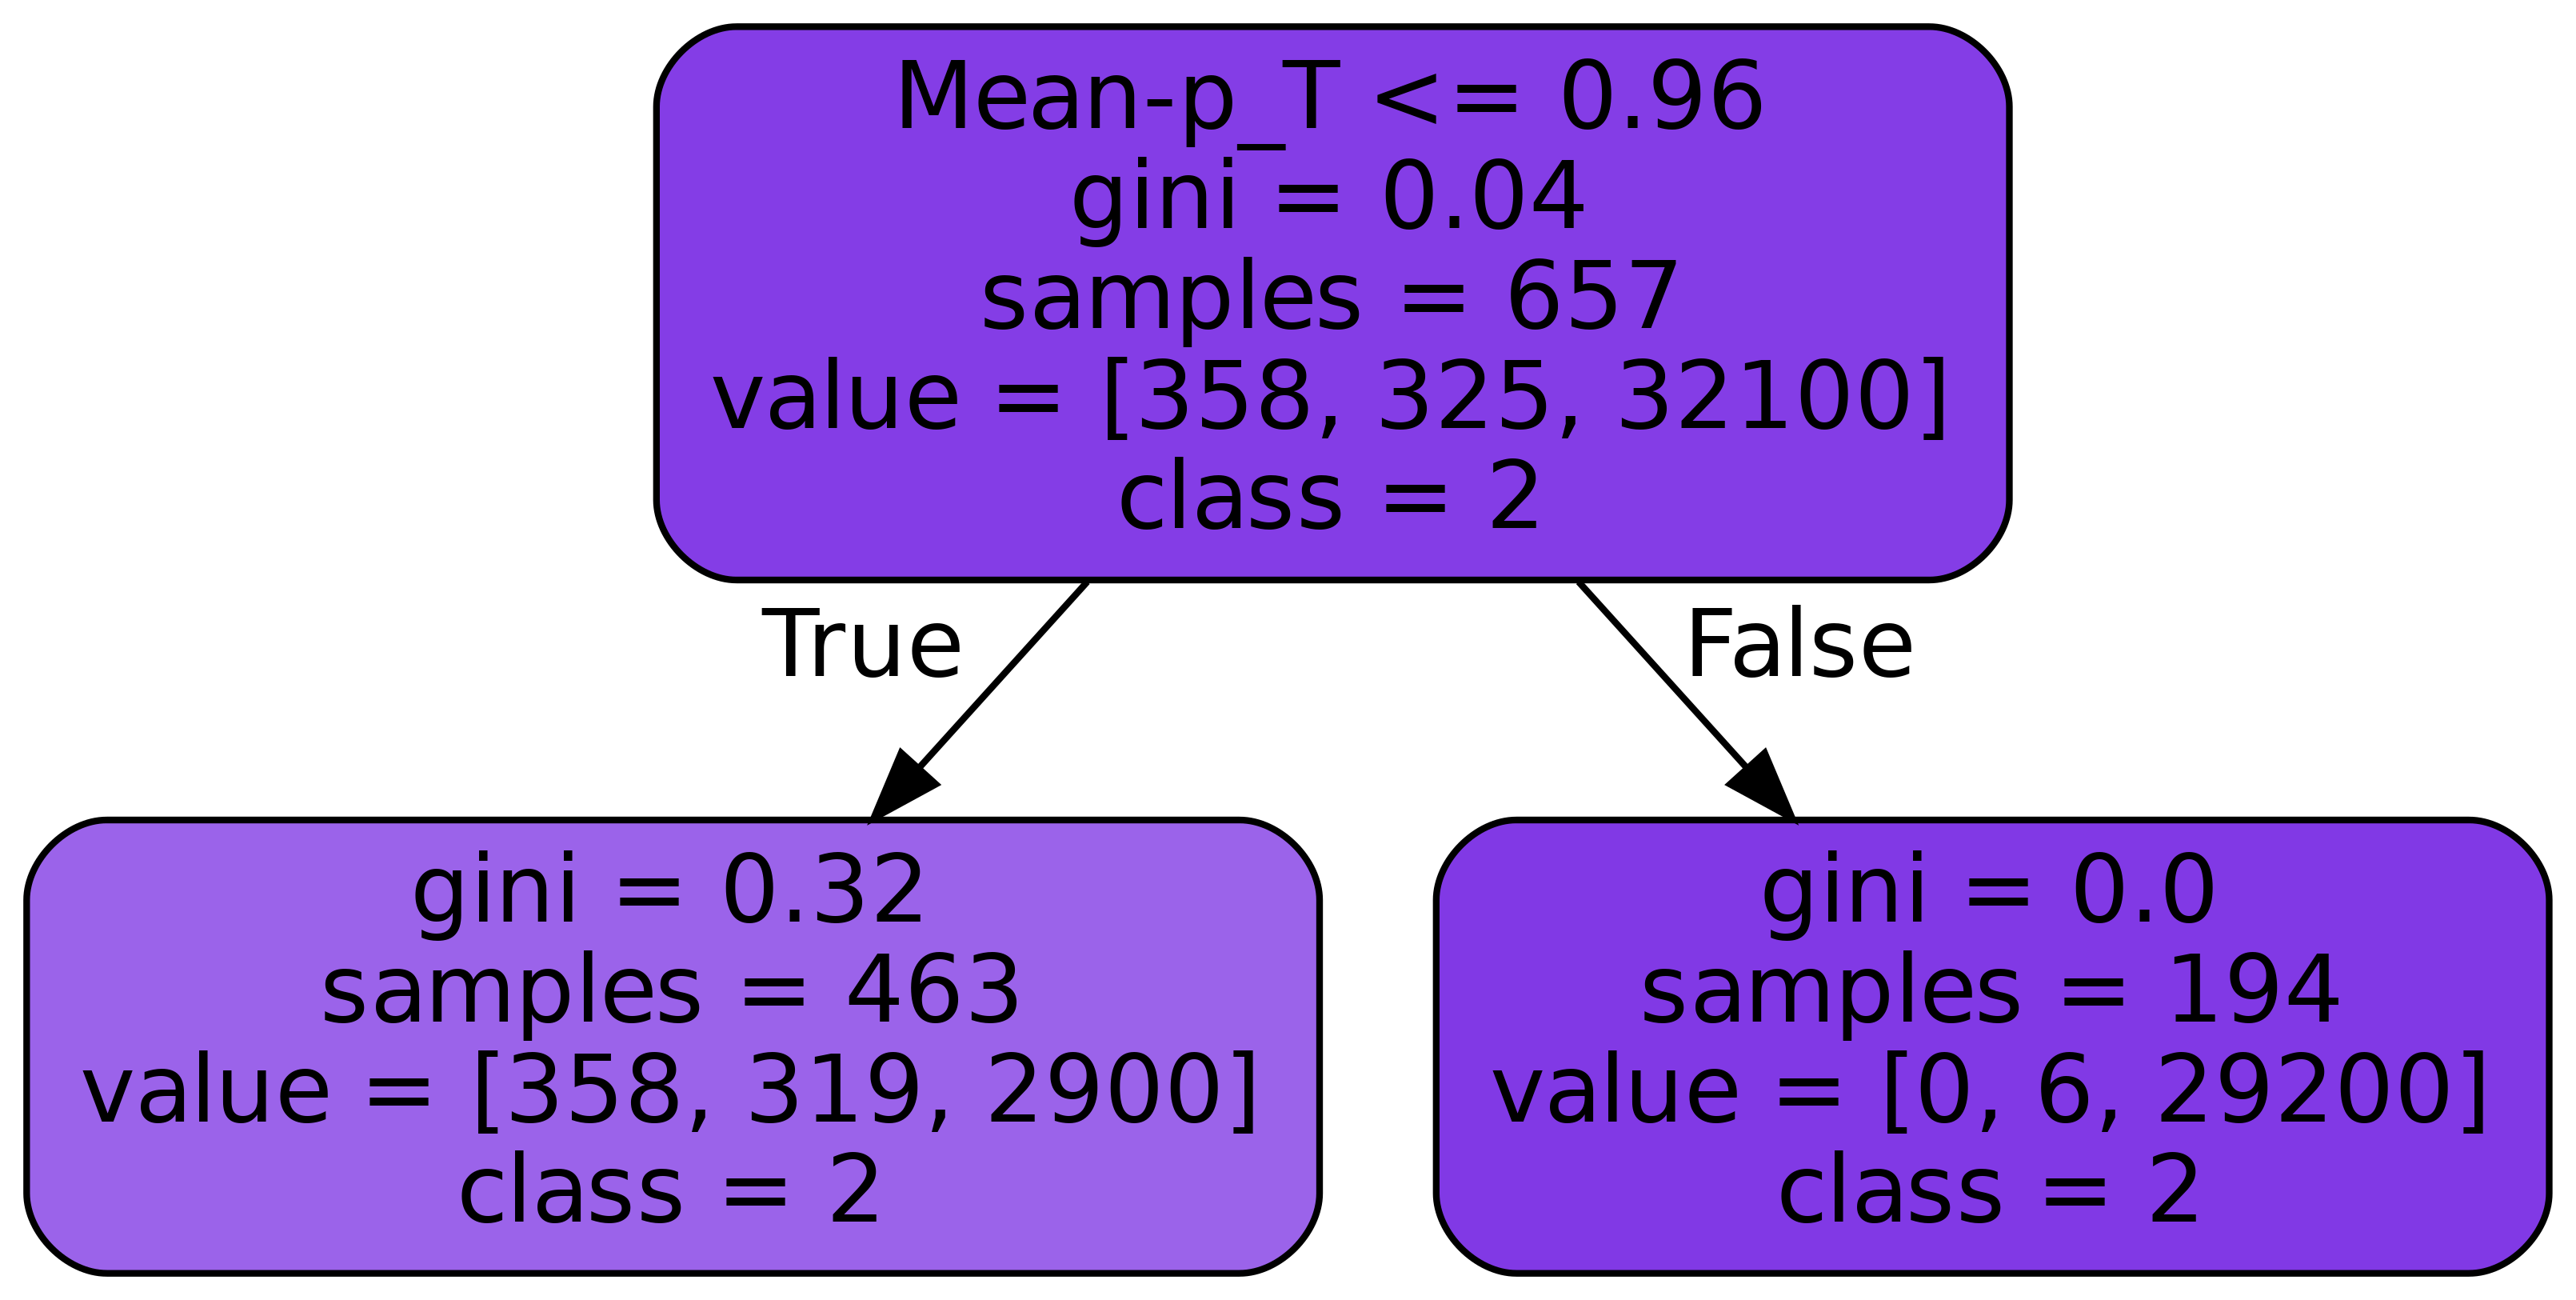 Mean-p_T <= 0.96
gini = 0.04
samples = 657
value = [358, 325, 32100]
class = 2
True
False
gini = 0.32
samples = 463
value = [358, 319, 2900]
class = 2
gini = 0.0
samples = 194
value = [0, 6, 29200]
class = 2